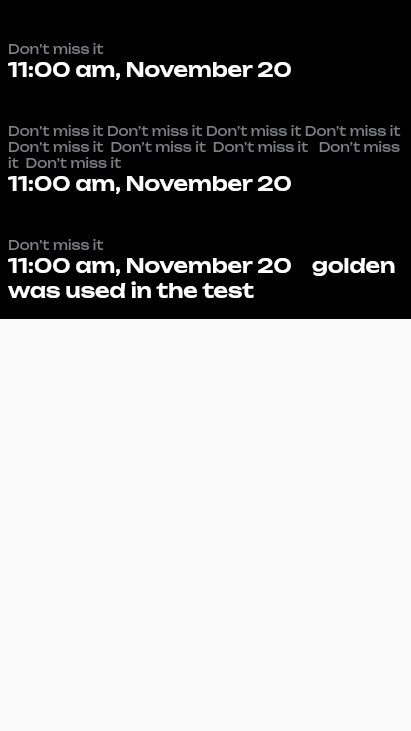 Don't miss it
11:00 am, November 20
Don't miss it Don't miss it Don't miss it Don't miss it
Don't miss it Don't miss it Don't miss it Don't miss
it Don't miss it
11:00 am, November 20
Don't miss it
11:00 am, November 20 golden
was used in the test